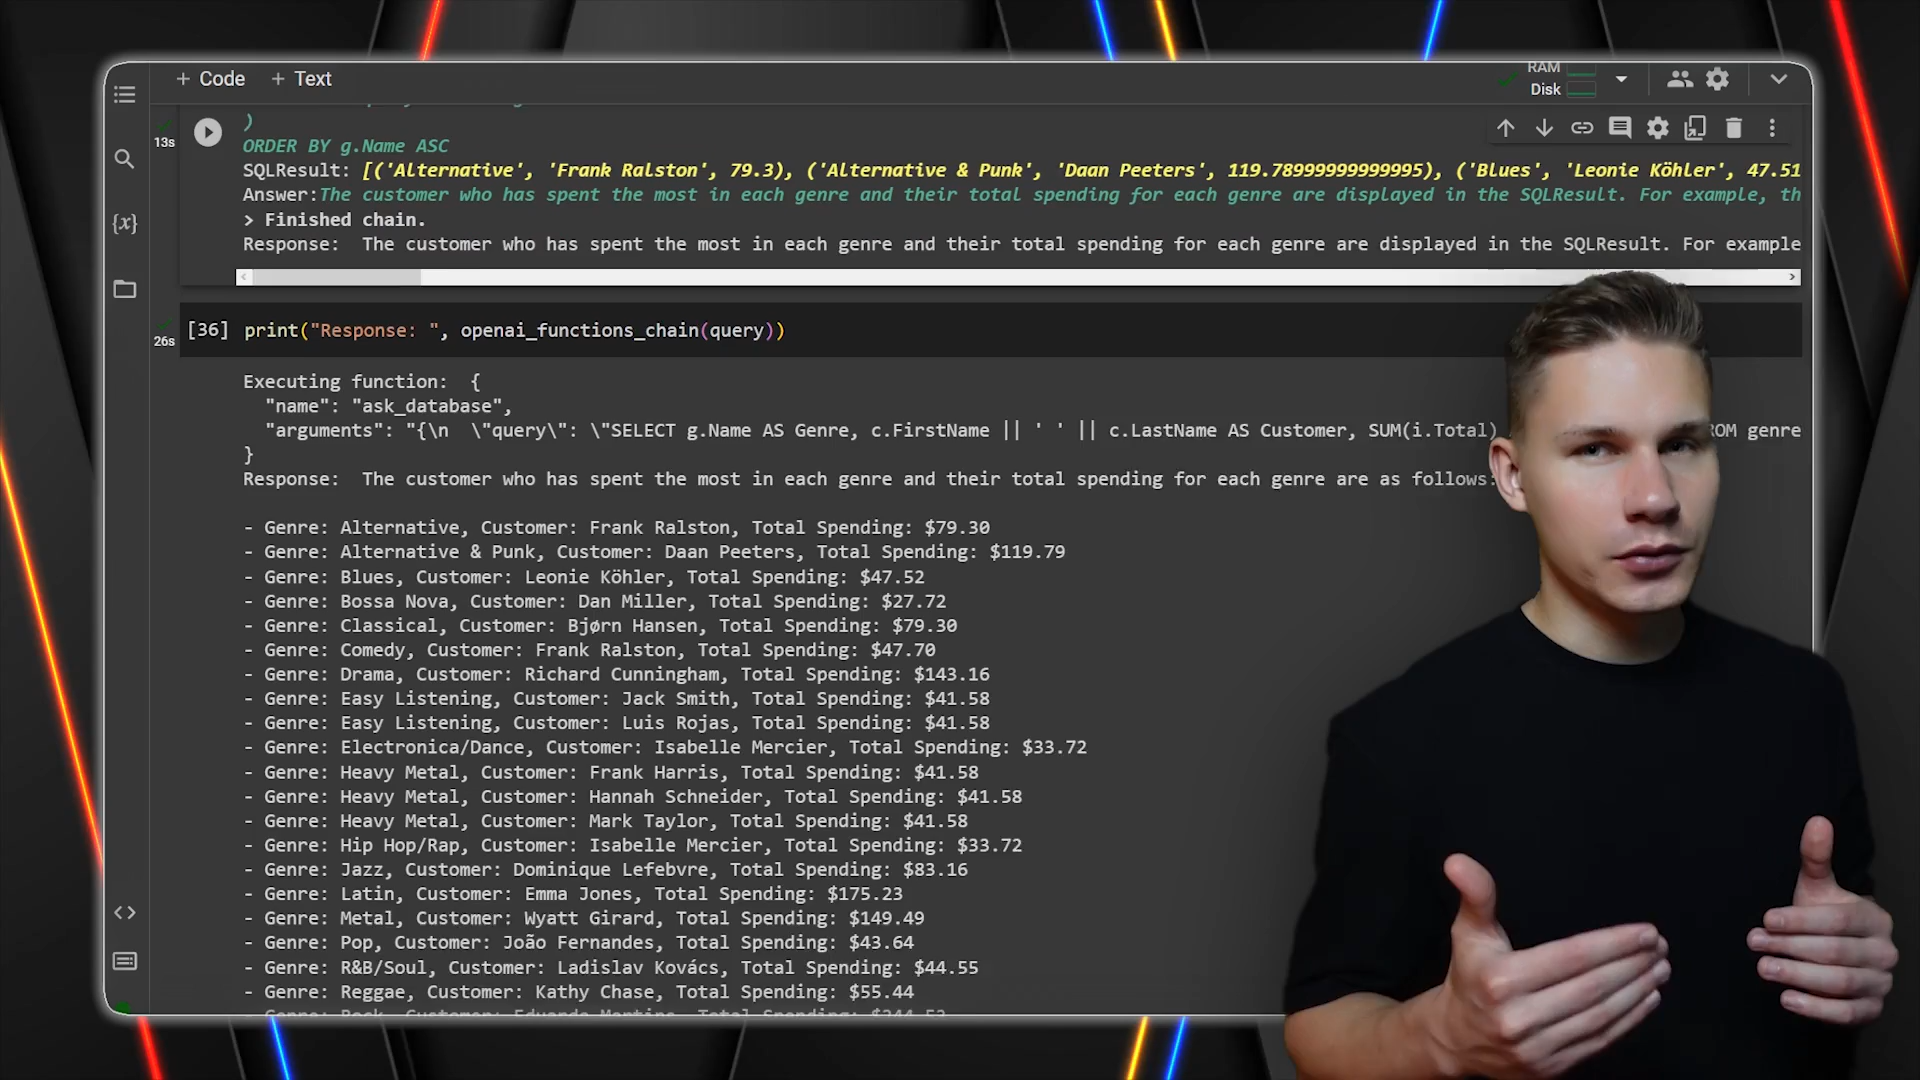 + Code + Text
RAM
Disk
)
13s
ORDER BY g.Name ASC
SQLResult: [('Alternative', 'Frank Ralston', 79.3), ('Alternative & Punk', 'Daan Peeters', 119.78999999999995), ('Blues', 'Leonie Köhler', 47.51
Answer:The customer who has spent the most in each genre and their total spending for each genre are displayed in the SQLResult. For example, th
> Finished chain.
Response: The customer who has spent the most in each genre and their total spending for each genre are displayed in the SQLResult. For example
[36] print("Response: ", openai_functions_chain(query))
26s
Executing function: {
"name": "ask_database",
"arguments": "{\n \"query\": \"SELECT g.Name AS Genre, c.FirstName || ' ' || c.LastName AS Customer, SUM(i.Total) genre
}
Response: The customer who has spent the most in each genre and their total spending for each genre are as follows:
- Genre: Alternative, Customer: Frank Ralston, Total Spending: $79.30
- Genre: Alternative & Punk, Customer: Daan Peeters, Total Spending: $119.79
- Genre: Blues, Customer: Leonie Köhler, Total Spending: $47.52
- Genre: Bossa Nova, Customer: Dan Miller, Total Spending: $27.72
- Genre: Classical, Customer: Bjørn Hansen, Total Spending: $79.30
- Genre: Comedy, Customer: Frank Ralston, Total Spending: $47.70
- Genre: Drama, Customer: Richard Cunningham, Total Spending: $143.16
- Genre: Easy Listening, Customer: Jack Smith, Total Spending: $41.58
- Genre: Easy Listening, Customer: Luis Rojas, Total Spending: $41.58
- Genre: Electronica/Dance, Customer: Isabelle Mercier, Total Spending: $33.72
- Genre: Heavy Metal, Customer: Frank Harris, Total Spending: $41.58
- Genre: Heavy Metal, Customer: Hannah Schneider, Total Spending: $41.58
- Genre: Heavy Metal, Customer: Mark Taylor, Total Spending: $41.58
- Genre: Hip Hop/Rap, Customer: Isabelle Mercier, Total Spending: $33.72
- Genre: Jazz, Customer: Dominique Lefebvre, Total Spending: $83.16
- Genre: Latin, Customer: Emma Jones, Total Spending: $175.23
- Genre: Metal, Customer: Wyatt Girard, Total Spending: $149.49
- Genre: Pop, Customer: João Fernandes, Total Spending: $43.64
- Genre: R&B/Soul, Customer: Ladislav Kovács, Total Spending: $44.55
- Genre: Reggae, Customer: Kathy Chase, Total Spending: $55.44